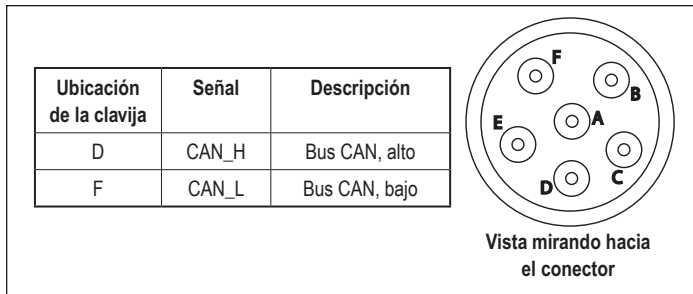 Ubicación de la clavija	Señal	Descripción
D	CAN_H	Bus CAN, alto
F	CAN_L	Bus CAN, bajo
F
B
A
E
C
D
Vista mirando hacia
el conector